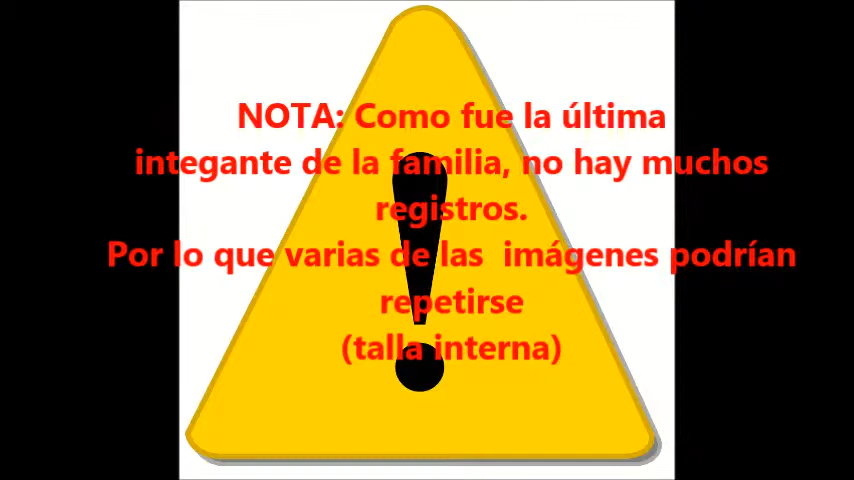 NOTA: Como fue la última
integante de la familia, no hay muchos
registros.
Por lo que varias de las  imágenes podrían
repetirse
(talla interna)